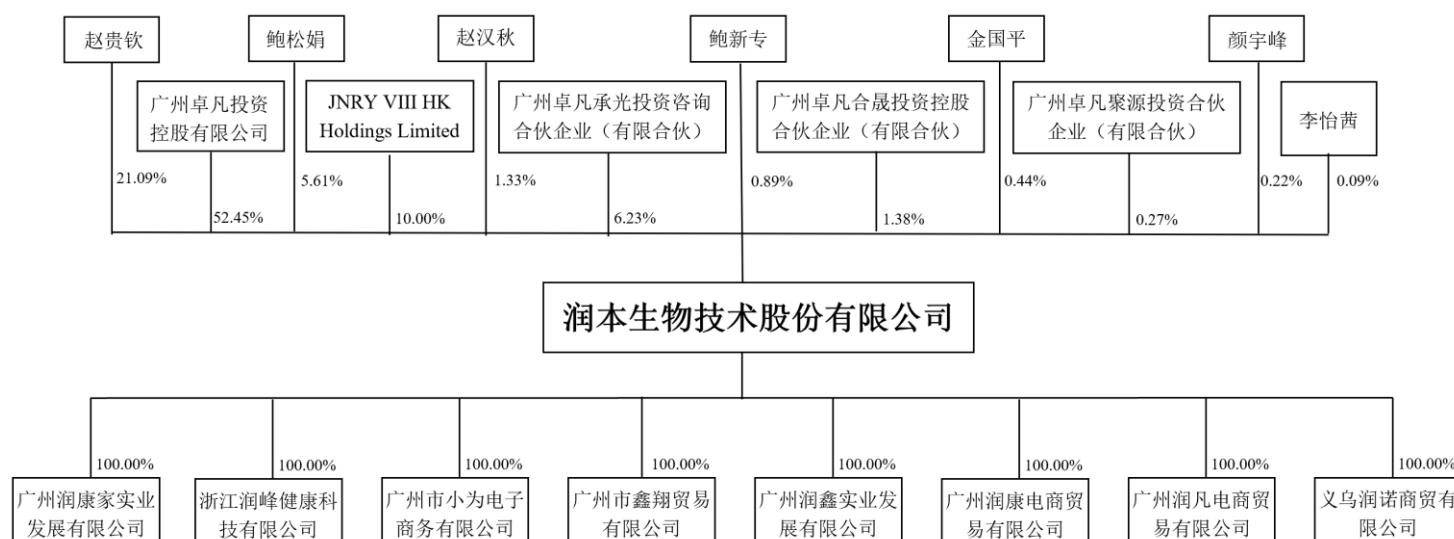 赵贵钦
鲍松娟
赵汉秋
鲍新专
金国平
颜宇峰
广州卓凡投资
控股有限公司
JNRY VIII HK
Holdings Limited
广州卓凡承光投资咨询
合伙企业（有限合伙）
广州卓凡合晟投资控股
合伙企业（有限合伙）
广州卓凡聚源投资合伙
企业（有限合伙）
李怡茜
21.09%
5.61%
1.33%
0.89%
0.44%
0.22%
0.09%
52.45%
10.00%
6.23%
1.38%
0.27%
润本生物技术股份有限公司
100.00%
100.00%
100.00%
100.00%
100.00%
100.00%
100.00%
100.00%
广州润康家实业
发展有限公司
浙江润峰健康科
技有限公司
广州市小为电子
商务有限公司
广州市鑫翔贸易
有限公司
广州润鑫实业发
展有限公司
广州润康电商贸
易有限公司
广州润凡电商贸
易有限公司
义乌润诺商贸有
限公司